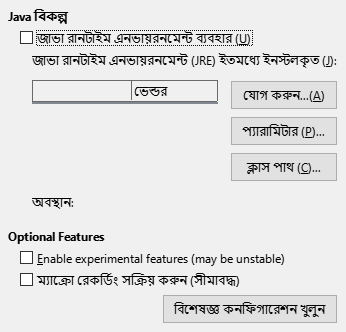 Java বিকল্প
জাভা রানটাইম এনভায়রনমেন্ট ব্যবহার (U)
জাভা রানটাইম এনভায়রনমেন্ট (JRE) ইতমধ্যে ইনস্টলকৃত (J):
ভেন্ডর
যোগ করুন...(A)
প্যারামিটার (P)...
ক্লাস পাথ (C)...
অবস্থান:
Optional Features
Enable experimental features (may be unstable)
ম্যাক্রো রেকর্ডিং সক্রিয় করুন (সীমাবদ্ধ)
বিশেষজ্ঞ কনফিগারেশন খুলুন